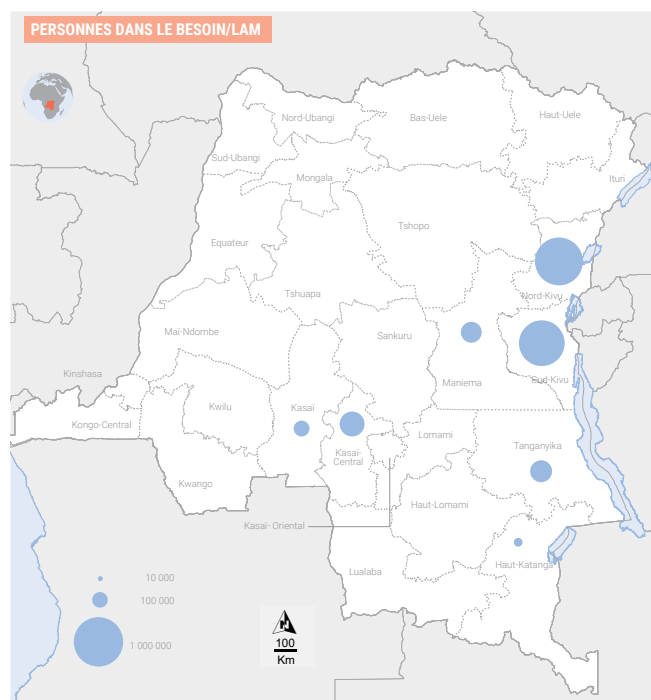 PERSONNES DANS LE BESOIN/LAM
Nord-Ubangi
Bas-Uele
Haut-Uele
Sud-Ubangi
Mongala
Ituri
Tshopo
Equateur
Tshuapa
Nord-Kivu
Maï-Ndombe
Sankuru
Kinshasa
Maniema
Sud-Kivu
Kwilu
Kasaï
Kongo-Central
Lomami
Tanganyika
Kasaï-
Central
Kwango
Haut-Lomami
Kasaï- Oriental
Haut-Katanga
Lualaba
10 000
100 000
1 000 000
N
100
Km